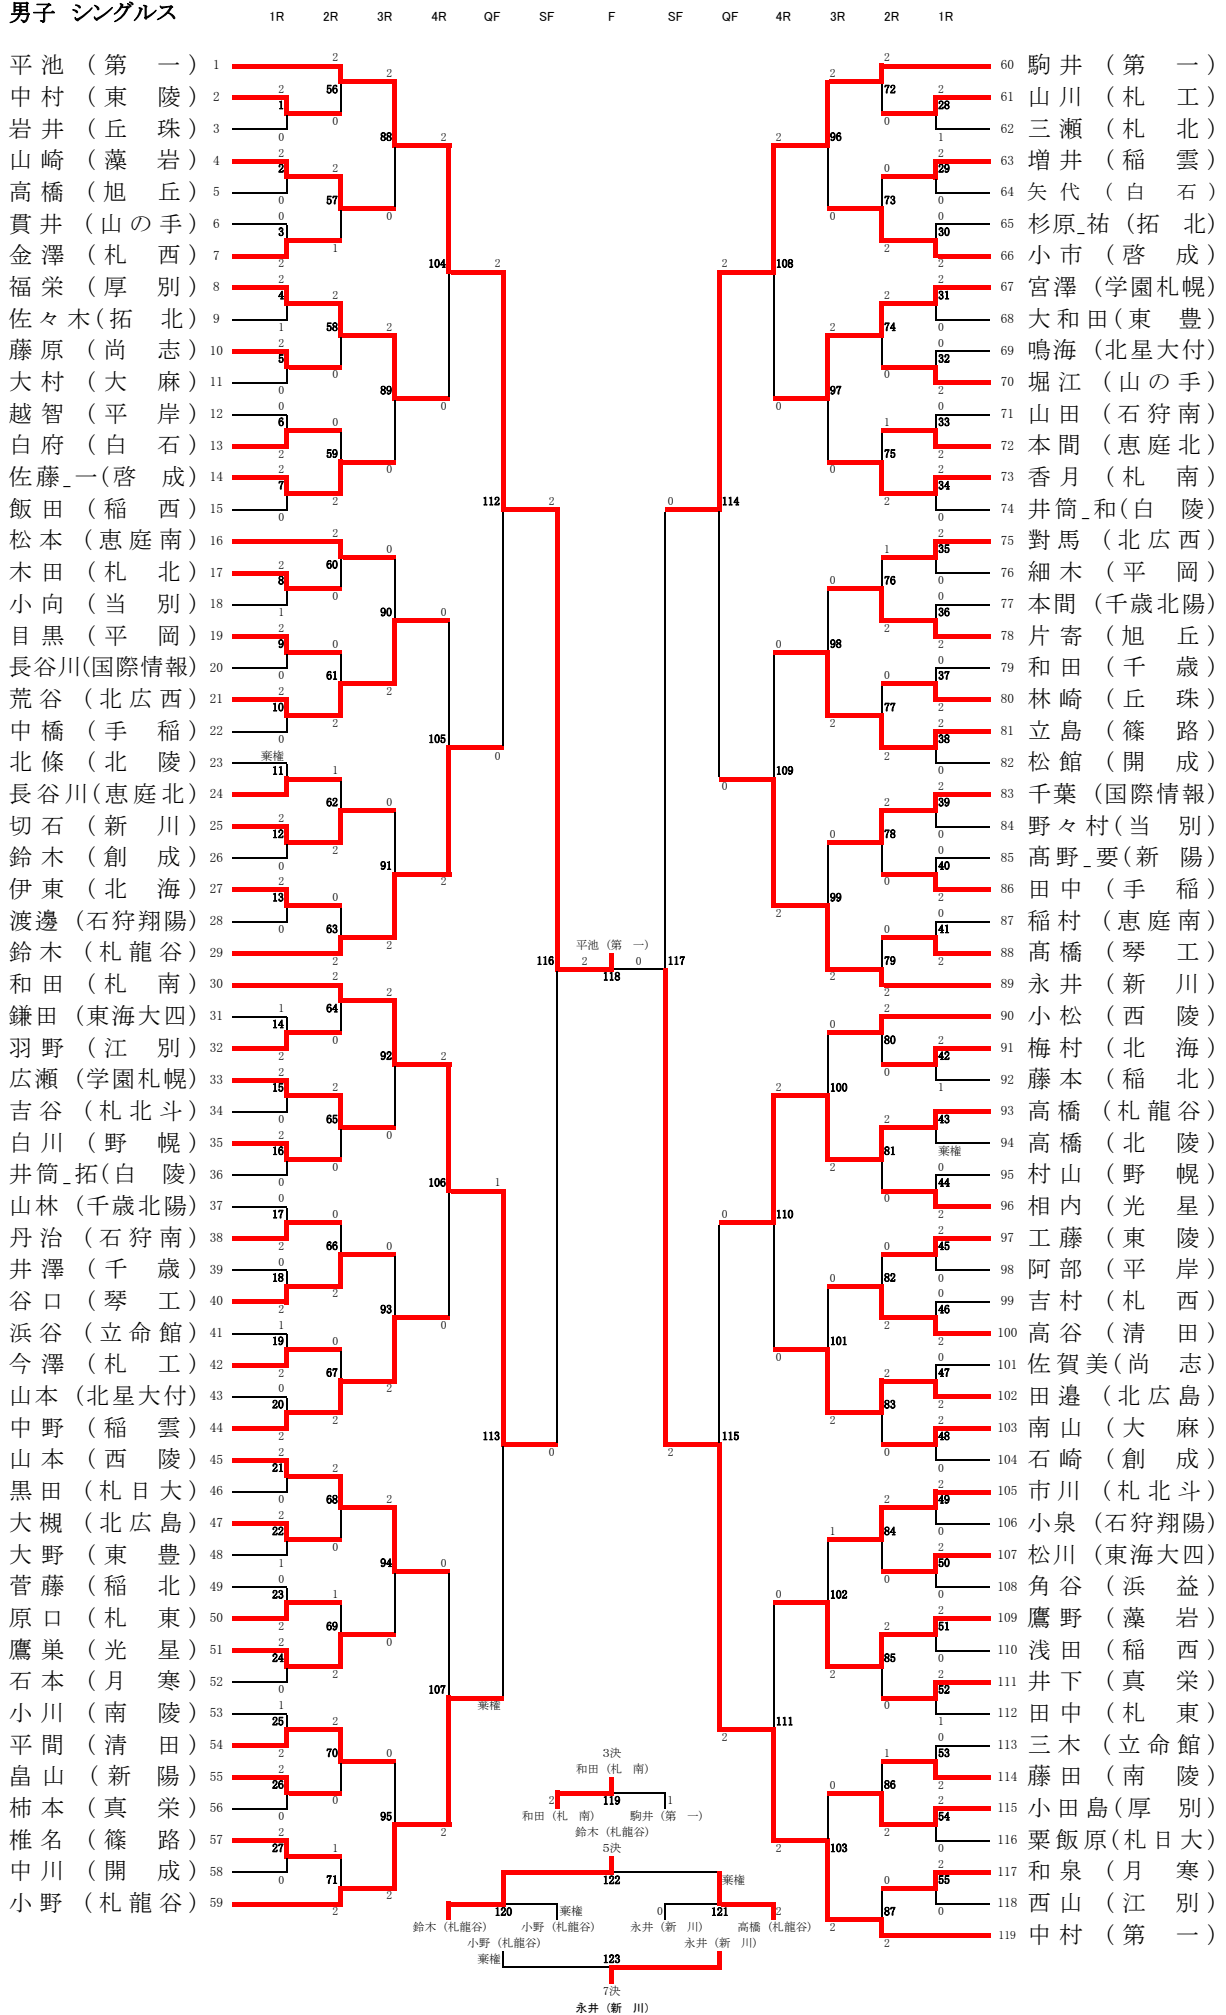 男子 シングルス
1R 2R 3R 4R QF SF F SF QF 4R 3R 2R 1R
平池（第　一） 1
中村（東　陵） 2
岩井（丘　珠） 3
山崎（藻　岩） 4
高橋（旭　丘） 5
貫井（山の手） 6
金澤（札　西） 7
福栄（厚　別） 8
佐々木(拓　北) 9
藤原（尚　志） 10
大村（大　麻） 11
越智（平　岸） 12
白府（白　石） 13
佐藤_一(啓　成) 14
飯田（稲　西） 15
松本（恵庭南） 16
木田（札　北） 17
小向（当　別） 18
目黒（平　岡） 19
長谷川(国際情報) 20
荒谷（北広西） 21
中橋（手　稲） 22
北條（北　陵） 23
長谷川(恵庭北) 24
切石（新　川） 25
鈴木（創　成） 26
伊東（北　海） 27
渡邊（石狩翔陽） 28
鈴木（札龍谷） 29
和田（札　南） 30
鎌田（東海大四） 31
羽野（江　別） 32
広瀬（学園札幌） 33
吉谷（札北斗） 34
白川（野　幌） 35
井筒_拓(白　陵) 36
山林（千歳北陽） 37
丹治（石狩南） 38
井澤（千　歳） 39
谷口（琴　工） 40
浜谷（立命館） 41
今澤（札　工） 42
山本（北星大付） 43
中野（稲　雲） 44
山本（西　陵） 45
黒田（札日大） 46
大槻（北広島） 47
大野（東　豊） 48
菅藤（稲　北） 49
原口（札　東） 50
鷹巣（光　星） 51
石本（月　寒） 52
小川（南　陵） 53
平間（清　田） 54
畠山（新　陽） 55
柿本（真　栄） 56
椎名（篠　路） 57
中川（開　成） 58
小野（札龍谷） 59
60 駒井（第　一）
61 山川（札　工）
62 三瀬（札　北）
63 増井（稲　雲）
64 矢代（白　石）
65 杉原_祐（拓　北）
66 小市（啓　成）
67 宮澤（学園札幌）
68 大和田(東　豊)
69 鳴海（北星大付）
70 堀江（山の手）
71 山田（石狩南）
72 本間（恵庭北）
73 香月（札　南）
74 井筒_和(白　陵)
75 對馬（北広西）
76 細木（平　岡）
77 本間（千歳北陽）
78 片寄（旭　丘）
79 和田（千　歳）
80 林崎（丘　珠）
81 立島（篠　路）
82 松館（開　成）
83 千葉（国際情報）
84 野々村(当　別)
85 髙野_要(新　陽)
86 田中（手　稲）
87 稲村（恵庭南）
88 髙橋（琴　工）
89 永井（新　川）
90 小松（西　陵）
91 梅村（北　海）
92 藤本（稲　北）
93 高橋（札龍谷）
94 高橋（北　陵）
95 村山（野　幌）
96 相内（光　星）
97 工藤（東　陵）
98 阿部（平　岸）
99 吉村（札　西）
100 高谷（清　田）
101 佐賀美(尚　志)
102 田邉（北広島）
103 南山（大　麻）
104 石崎（創　成）
105 市川（札北斗）
106 小泉（石狩翔陽）
107 松川（東海大四）
108 角谷（浜　益）
109 鷹野（藻　岩）
110 浅田（稲　西）
111 井下（真　栄）
112 田中（札　東）
113 三木（立命館）
114 藤田（南　陵）
115 小田島(厚　別)
116 粟飯原(札日大)
117 和泉（月　寒）
118 西山（江　別）
119 中村（第　一）
平池（第　一）
116 2 118 0 117
3決
和田（札　南）
2 119 1
和田（札　南） 駒井（第　一）
鈴木（札龍谷）
5決
122 棄権
120 棄権 0 121 2
鈴木（札龍谷） 小野（札龍谷） 永井（新　川） 高橋（札龍谷）
小野（札龍谷） 永井（新　川）
棄権 123
7決
永井（新　川）